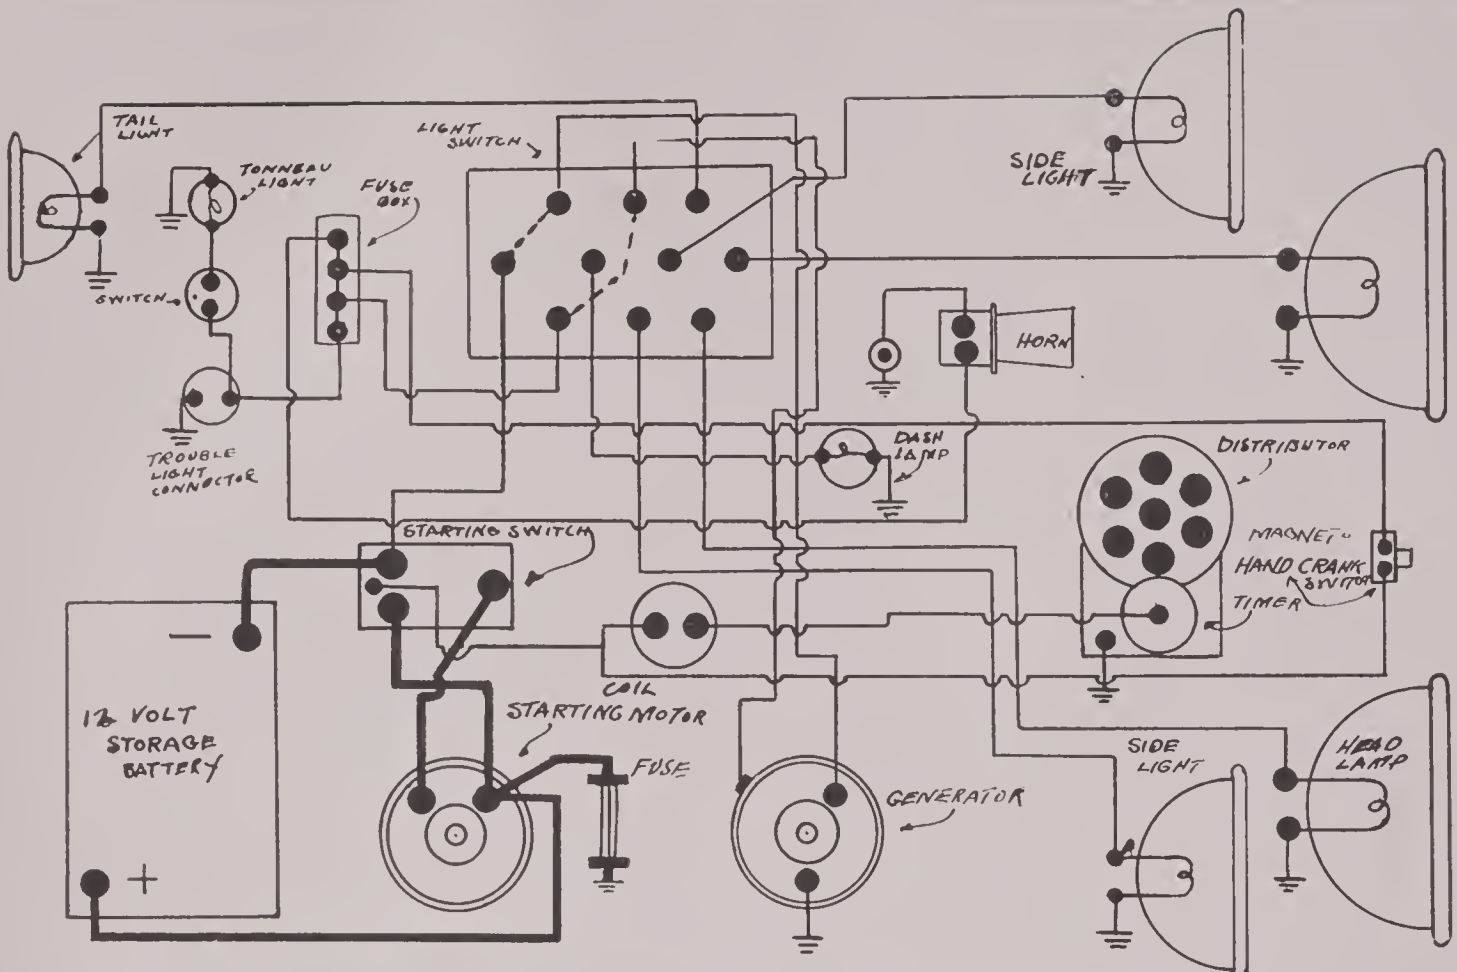 TAIL
LIGHT
TONNEAU
LIGHT
FUSE
BOX
LIGHT
SWITCH
SIDE
LIGHT
SWITCH
HORN
TROUBLE
LIGHT
CONNECTOR
DASH
LAMP
DISTRIBUTOR
STARTING SWITCH
MAGNETO
HAND CRANK
SWITCH
TIMER
—
COIL
12 VOLT
STORAGE
BATTERY
STARTING MOTOR
FUSE
SIDE
LIGHT
HEAD
LAMP
GENERATOR
+